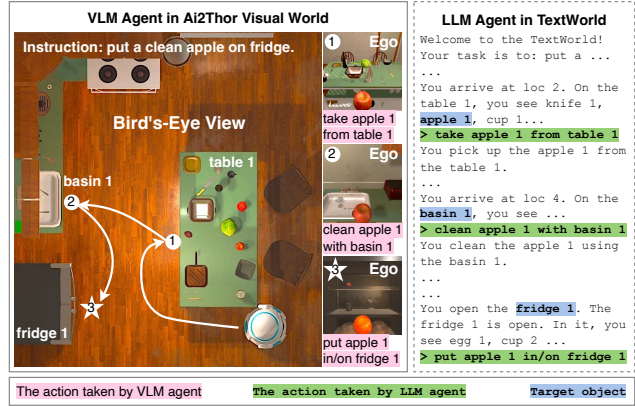 VLM Agent in Ai2Thor Visual World
Instruction: put a clean apple on fridge.
Bird's-Eye View
table 1
basin 1
2
1
3
fridge 1
1 Ego
take apple 1
from table 1
2 Ego
clean apple 1
with basin 1
3 Ego
put apple 1
in/on fridge 1
LLM Agent in TextWorld
Welcome to the TextWorld!
Your task is to: put a ...
...
You arrive at loc 2. On the
table 1, you see knife 1,
apple 1, cup 1...
> take apple 1 from table 1
You pick up the apple 1 from
the table 1.
...
You arrive at loc 4. On the
basin 1, you see ...
> clean apple 1 with basin 1
You clean the apple 1 using
the basin 1.
...
...
You open the fridge 1. The
fridge 1 is open. In it, you
see egg 1, cup 2 ...
> put apple 1 in/on fridge 1
The action taken by VLM agent
The action taken by LLM agent
Target object